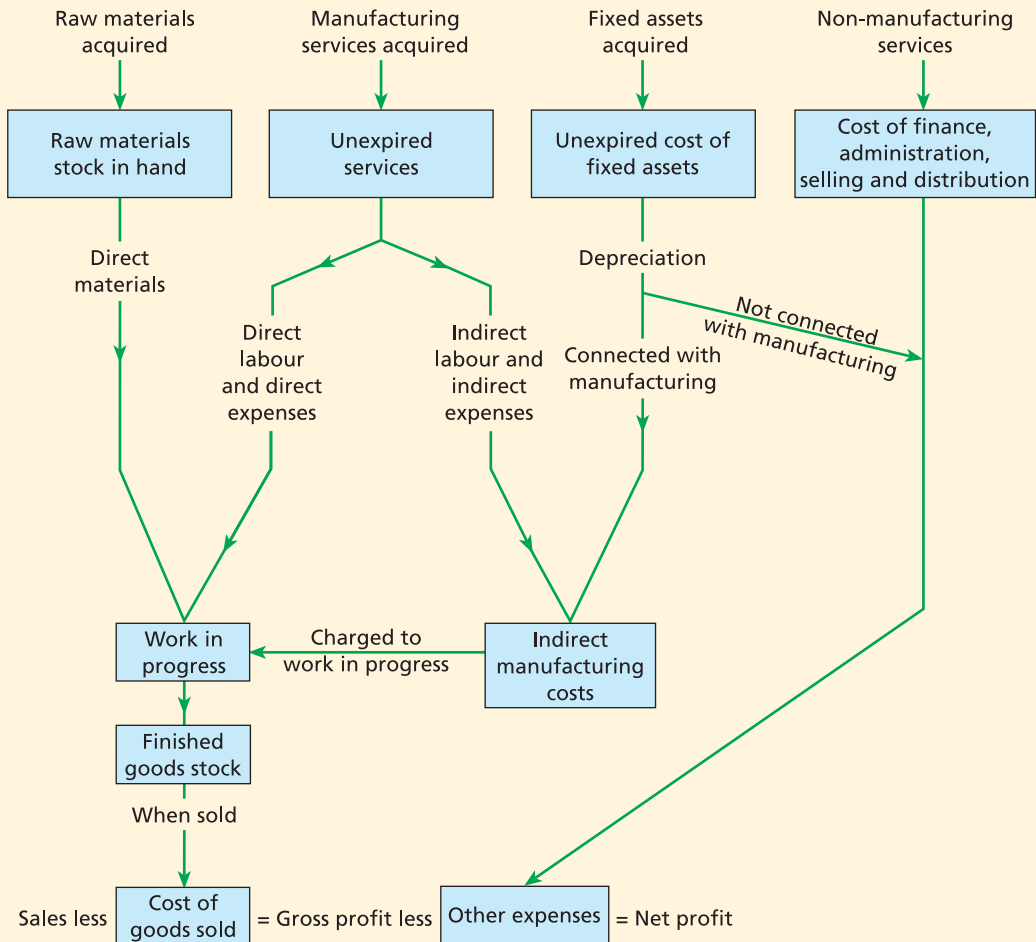 Raw materials
acquired
Manufacturing
services acquired
Fixed assets
acquired
Non-manufacturing
services
Raw materials
stock in hand
Unexpired
services
Unexpired cost of
fixed assets
Cost of finance,
administration,
selling and distribution
Direct
materials
Depreciation
Not connected
with manufacturing
Direct
labour
and direct
expenses
Indirect
labour and
indirect
expenses
Connected with
manufacturing
Work in
progress
Charged to
work in progress
Indirect
manufacturing
costs
Finished
goods stock
When sold
Sales less
Cost of
goods sold
= Gross profit less
Other expenses
= Net profit